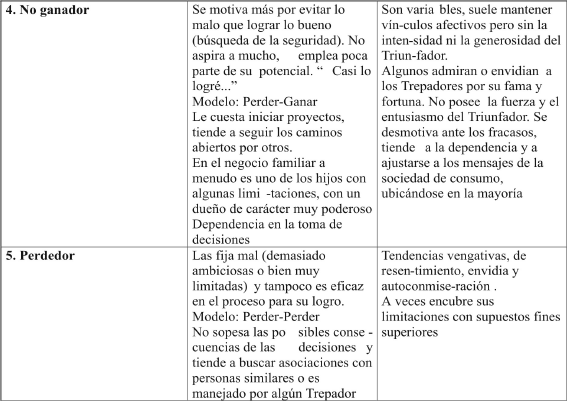 4. No ganador
Se motiva más por evitar lo
malo que lograr lo bueno
(búsqueda de la seguridad). No
aspira a mucho, emplea poca
parte de su potencial. “ Casi lo
logré...”
Modelo: Perder-Ganar
Le cuesta iniciar proyectos,
tiende a seguir los caminos
abiertos por otros.
En el negocio familiar a
menudo es uno de los hijos con
algunas limi -taciones, con un
dueño de carácter muy poderoso
Dependencia en la toma de
decisiones
Son varia bles, suele mantener
vín-culos afectivos pero sin la
inten-sidad ni la generosidad del
Triun-fador.
Algunos admiran o envidian a
los Trepadores por su fama y
fortuna. No posee la fuerza y el
entusiasmo del Triunfador. Se
desmotiva ante los fracasos,
tiende a la dependencia y a
ajustarse a los mensajes de la
sociedad de consumo,
ubicándose en la mayoría
5. Perdedor
Las fija mal (demasiado
ambiciosas o bien muy
limitadas) y tampoco es eficaz
en el proceso para su logro.
Modelo: Perder-Perder
No sopesa las po sibles conse -
cuencias de las decisiones y
tiende a buscar asociaciones con
personas similares o es
manejado por algún Trepador
Tendencias vengativas, de
resen-timiento, envidia y
autoconmise-ración .
A veces encubre sus
limitaciones con supuestos fines
superiores